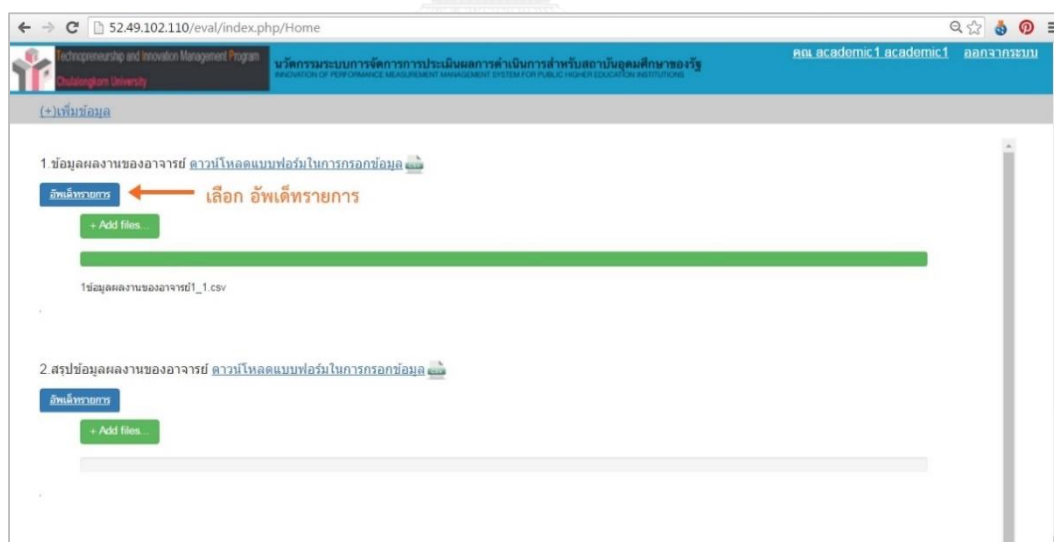 52.49.102.110/eval/index.php/Home
Technopreneurship and Innovation Management Program
Chulalongkorn University
นวัตกรรมระบบการจัดการการประเมินผลการดำเนินการสำหรับสถาบันอุดมศึกษาของรัฐ
INNOVATION OF PERFORMANCE MEASUREMENT MANAGEMENT SYSTEM FOR PUBLIC HIGHER EDUCATION INSTITUTIONS
คุณ academic1 academic1 ออกจากระบบ
(+)เพิ่มข้อมูล
1.ข้อมูลผลงานของอาจารย์ ดาวน์โหลดแบบฟอร์มในการกรอกข้อมูล
อัพเด็ทรายการ เลือก อัพเด็ทรายการ
+ Add files...
1ข้อมูลผลงานของอาจารย์1_1.csv
2.สรุปข้อมูลผลงานของอาจารย์ ดาวน์โหลดแบบฟอร์มในการกรอกข้อมูล
อัพเด็ทรายการ
+ Add files...